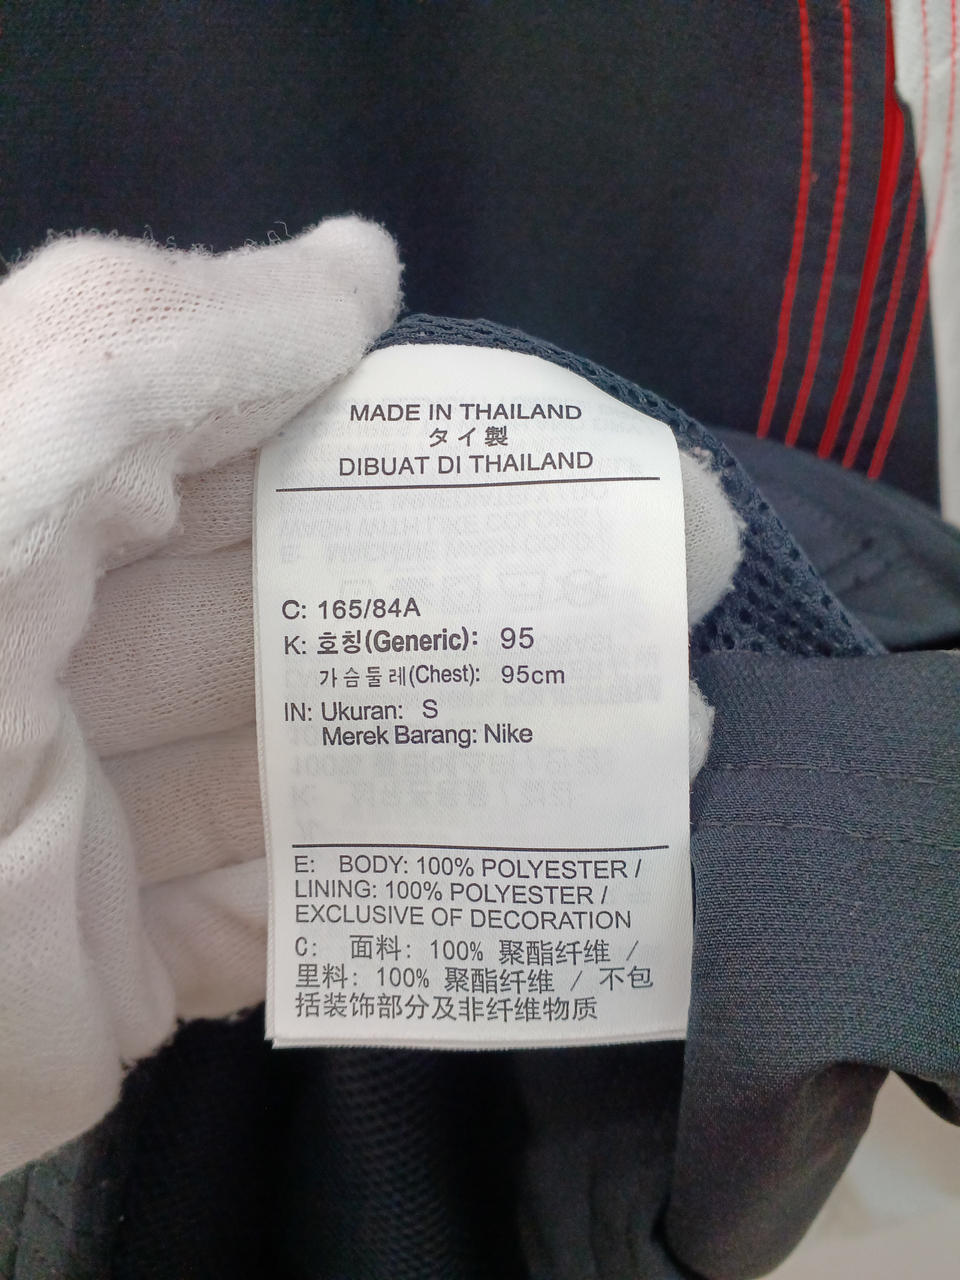 MADE IN THAILAND
タイ製
DIBUAT DI THAILAND
C: 165/84A
K: 호칭(Generic): 95
가슴둘레(Chest): 95cm
IN: Ukuran: S
Merek Barang: Nike
E: BODY: 100% POLYESTER /
LINING: 100% POLYESTER /
EXCLUSIVE OF DECORATION
C: 面料: 100% 聚酯纤维 /
里料: 100% 聚酯纤维 / 不包
括装饰部分及非纤维物质